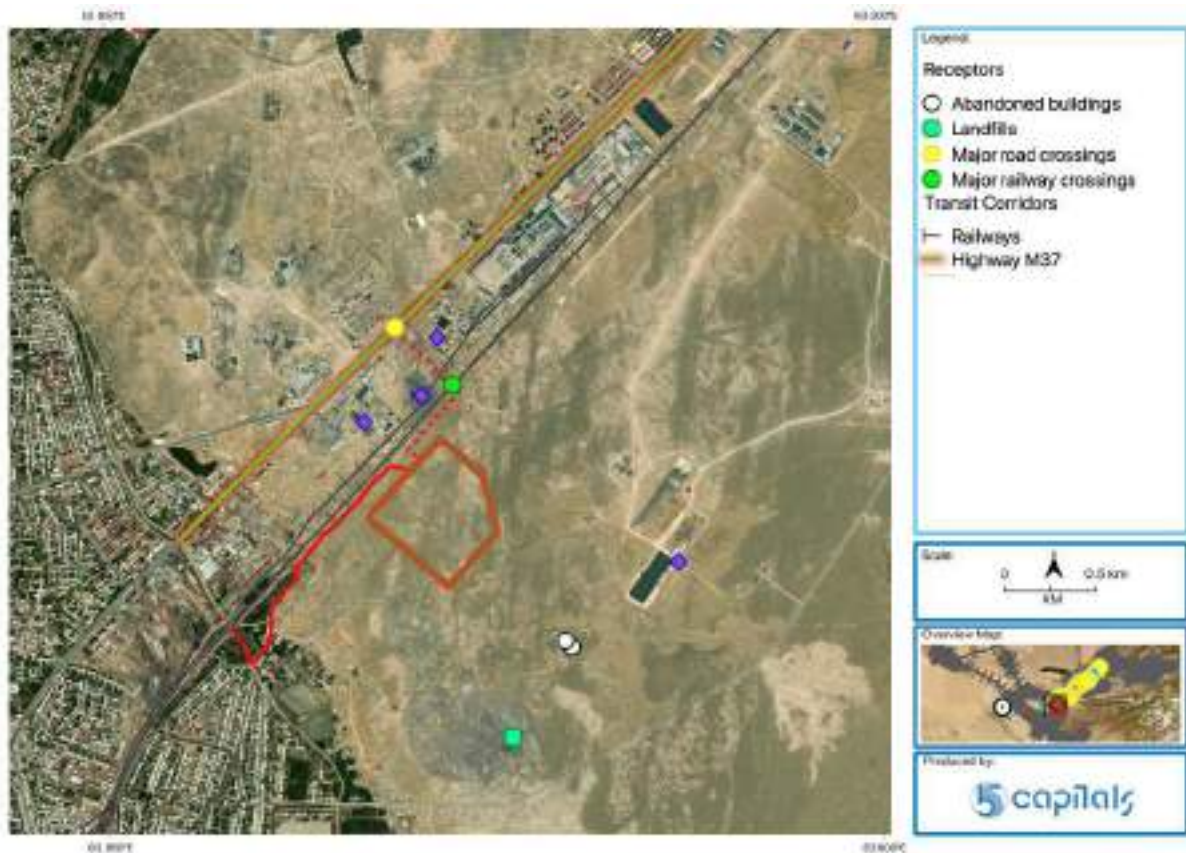 Legend
Receptors
Abandoned buildings
Landfills
Major road crossings
Major railway crossings
Transit Corridors
Railways
Highway M37
Scale
0 0.5 km
KM
Overview Map
Produced by:
5 capitals